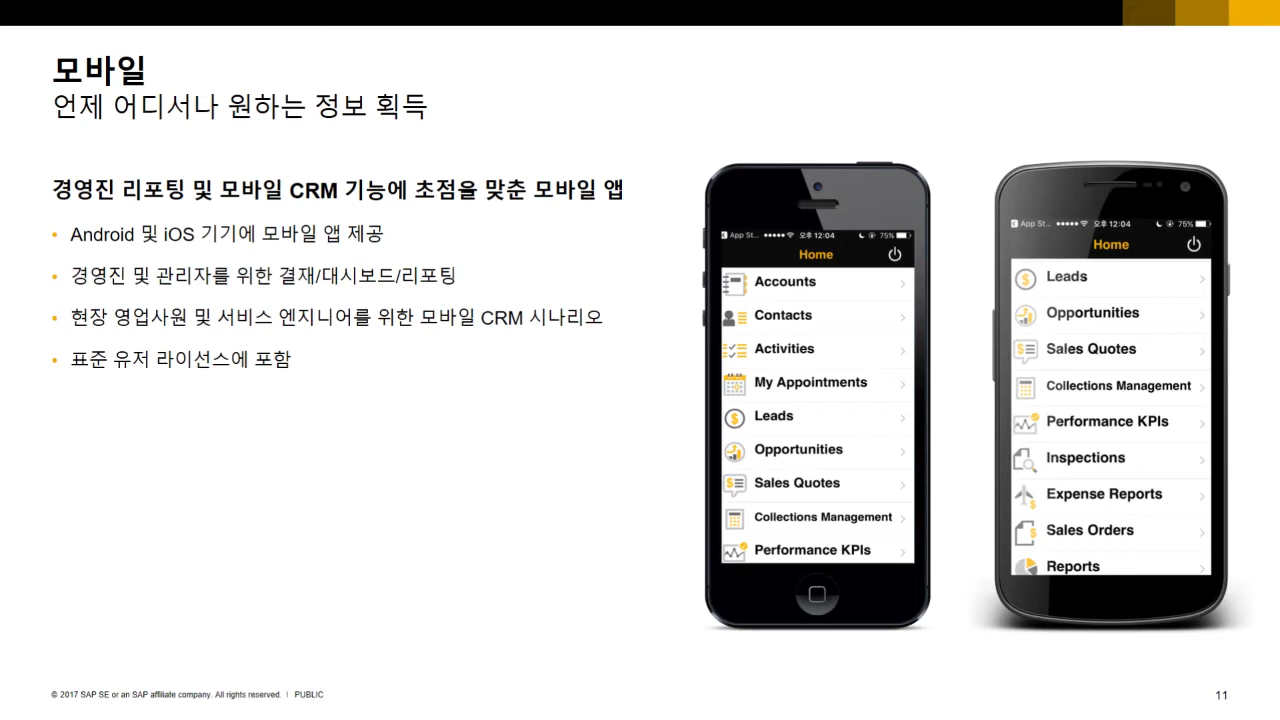 모바일
언제 어디서나 원하는 정보 획득
경영진 리포팅 및 모바일 CRM 기능에 초점을 맞춘 모바일 앱
• Android 및 iOS 기기에 모바일 앱 제공
• 경영진 및 관리자를 위한 결재/대시보드/리포팅
• 현장 영업사원 및 서비스 엔지니어를 위한 모바일 CRM 시나리오
• 표준 유저 라이선스에 포함
App St... 오후 12:04 75%
Home
Accounts
Contacts
Activities
My Appointments
Leads
Opportunities
Sales Quotes
Collections Management
Performance KPIs
App St... 오후 12:04 75%
Home
Leads
Opportunities
Sales Quotes
Collections Management
Performance KPIs
Inspections
Expense Reports
Sales Orders
Reports
© 2017 SAP SE or an SAP affiliate company. All rights reserved. | PUBLIC
11